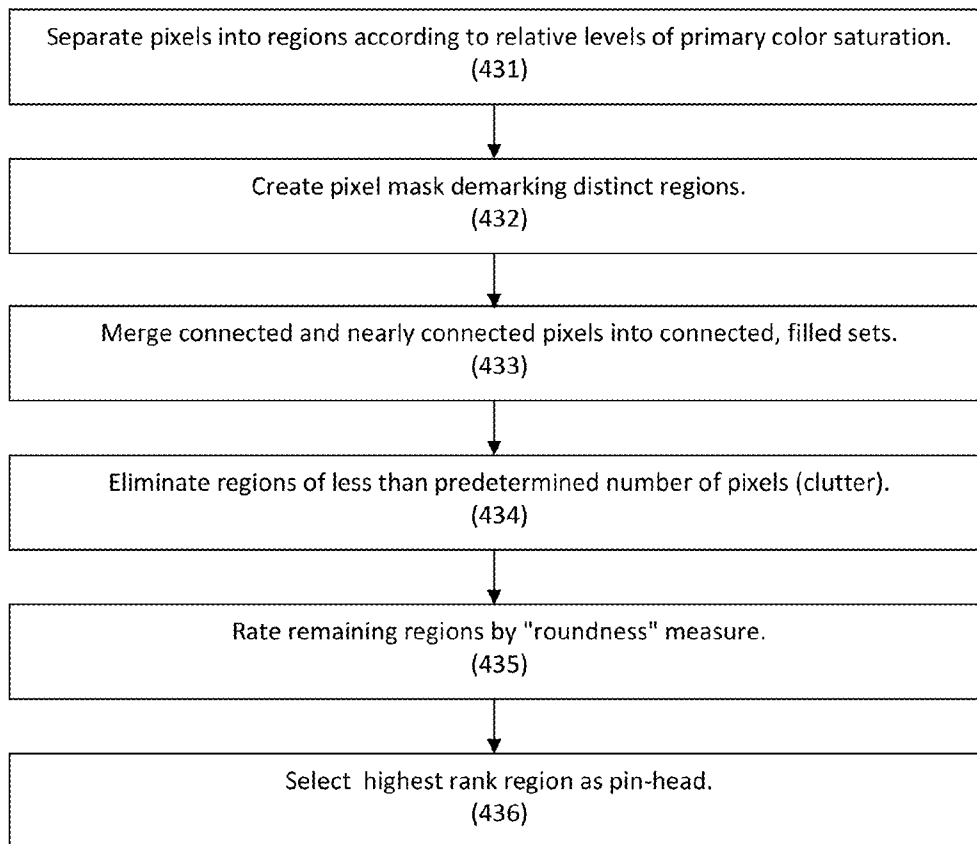 Separate pixels into regions according to relative levels of primary color saturation.
(431)
Create pixel mask demarking distinct regions.
(432)
Merge connected and nearly connected pixels into connected, filled sets.
(433)
Eliminate regions of less than predetermined number of pixels (clutter).
(434)
Rate remaining regions by "roundness" measure.
(435)
Select highest rank region as pin-head.
(436)